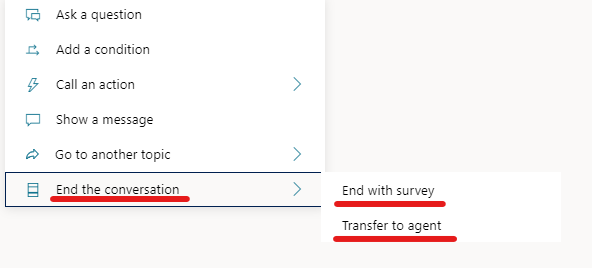 Ask a question
Add a condition
Call an action
Show a message
Go to another topic
End the conversation
End with survey
Transfer to agent